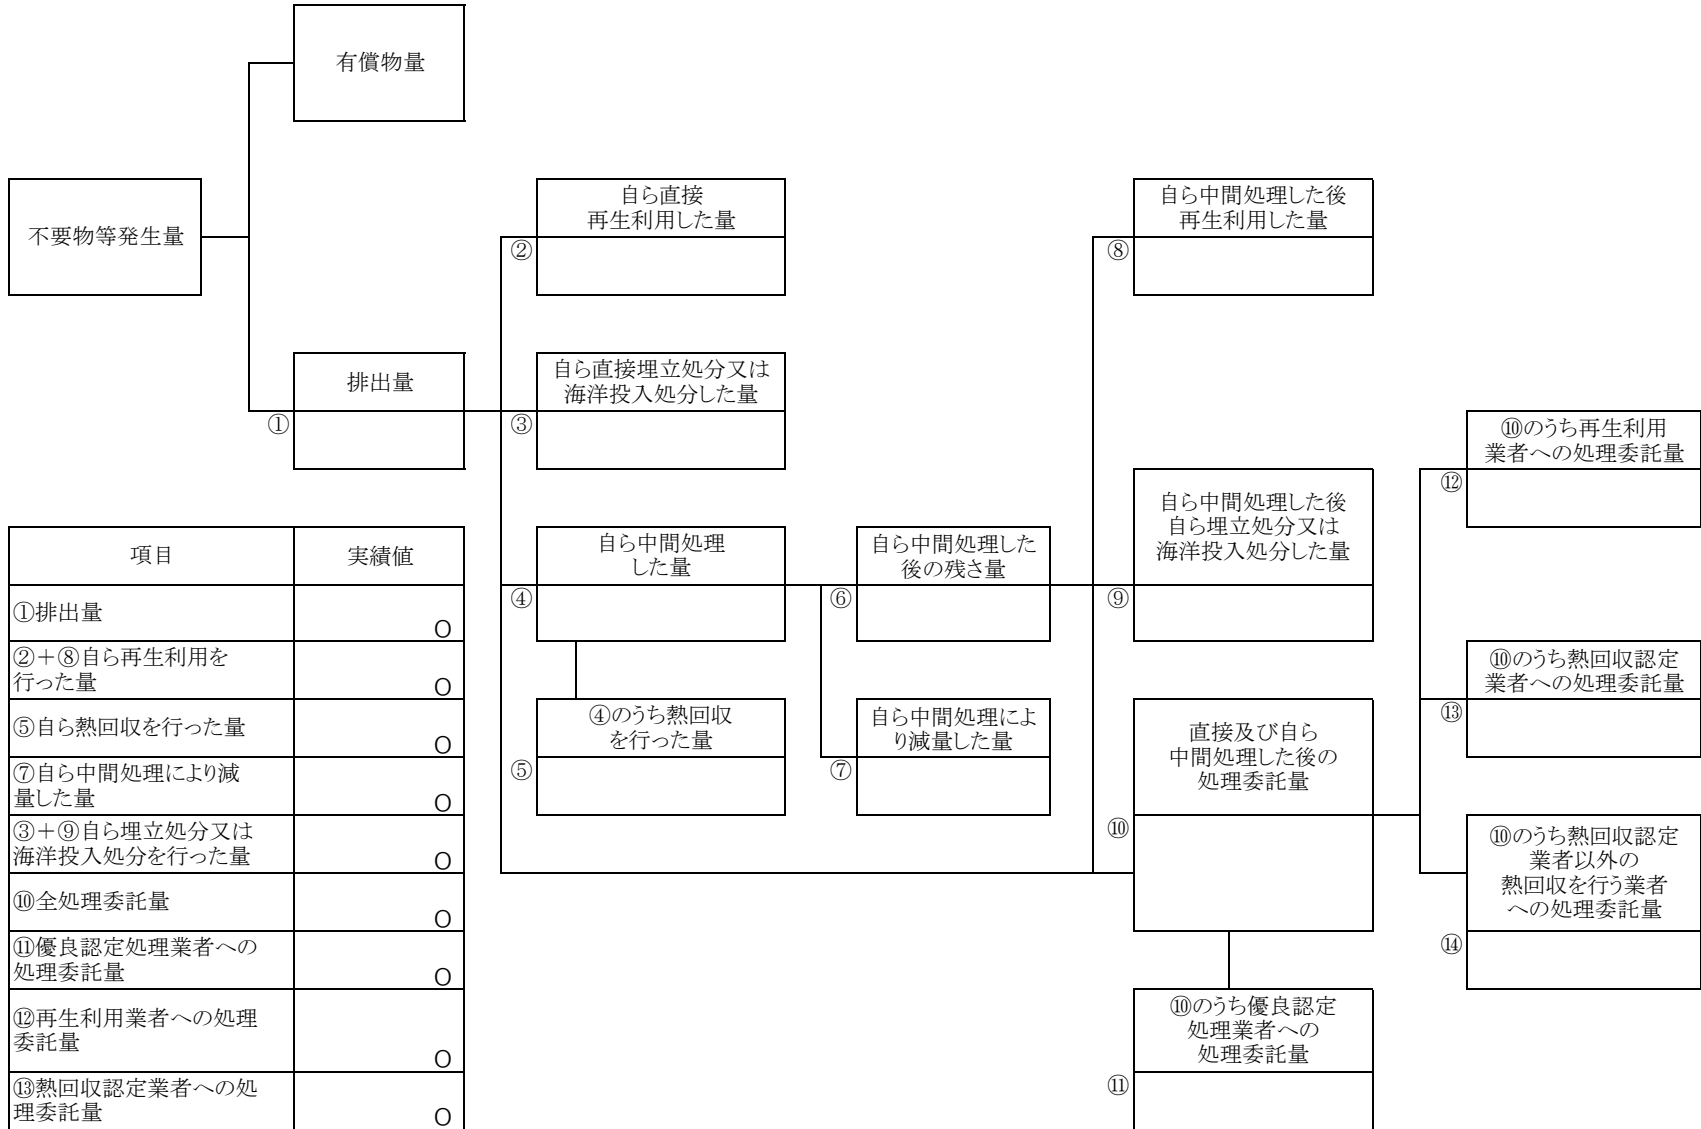 有償物量
不要物等発生量
自ら直接
再生利用した量
②
自ら中間処理した後
再生利用した量
⑧
排出量
①
自ら直接埋立処分又は
海洋投入処分した量
③
⑩のうち再生利用
業者への処理委託量
⑫
自ら中間処理
した量
④
自ら中間処理した
後の残さ量
⑥
自ら中間処理した後
自ら埋立処分又は
海洋投入処分した量
⑨
④のうち熱回収
を行った量
⑤
自ら中間処理によ
り減量した量
⑦
直接及び自ら
中間処理した後の
処理委託量
⑩
⑩のうち熱回収認定
業者への処理委託量
⑬
⑩のうち熱回収認定
業者以外の
熱回収を行う業者
への処理委託量
⑭
⑩のうち優良認定
処理業者への
処理委託量
⑪
項目 実績値
①排出量
0
②＋⑧自ら再生利用を
行った量
0
⑤自ら熱回収を行った量
0
⑦自ら中間処理により減
量した量
0
③＋⑨自ら埋立処分又は
海洋投入処分を行った量
0
⑩全処理委託量
0
⑪優良認定処理業者への
処理委託量
0
⑫再生利用業者への処理
委託量
0
⑬熱回収認定業者への処
理委託量
0